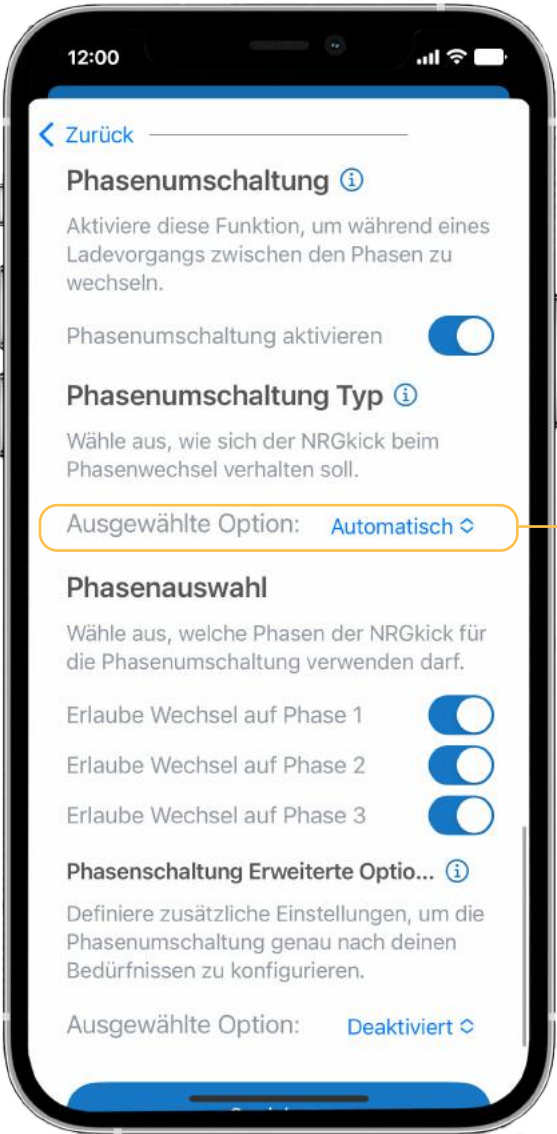 12:00
Zurück
Phasenumschaltung
Aktiviere diese Funktion, um während eines
Ladevorgangs zwischen den Phasen zu
wechseln.
Phasenumschaltung aktivieren
Phasenumschaltung Typ
Wähle aus, wie sich der NRGkick beim
Phasenwechsel verhalten soll.
Ausgewählte Option: Automatisch
Phasenauswahl
Wähle aus, welche Phasen der NRGkick für
die Phasenumschaltung verwenden darf.
Erlaube Wechsel auf Phase 1
Erlaube Wechsel auf Phase 2
Erlaube Wechsel auf Phase 3
Phasenschaltung Erweiterte Optio...
Definiere zusätzliche Einstellungen, um die
Phasenumschaltung genau nach deinen
Bedürfnissen zu konfigurieren.
Ausgewählte Option: Deaktiviert